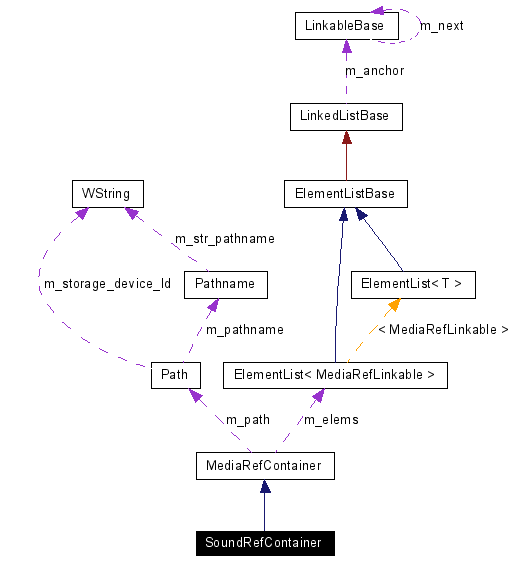 LinkableBase
m_next
m_anchor
LinkedListBase
WString
ElementListBase
m_str_pathname
m_storage_device_Id
Pathname
ElementList< T >
m_pathname
< MediaRefLinkable >
Path
ElementList< MediaRefLinkable >
m_path
m_elems
MediaRefContainer
SoundRefContainer